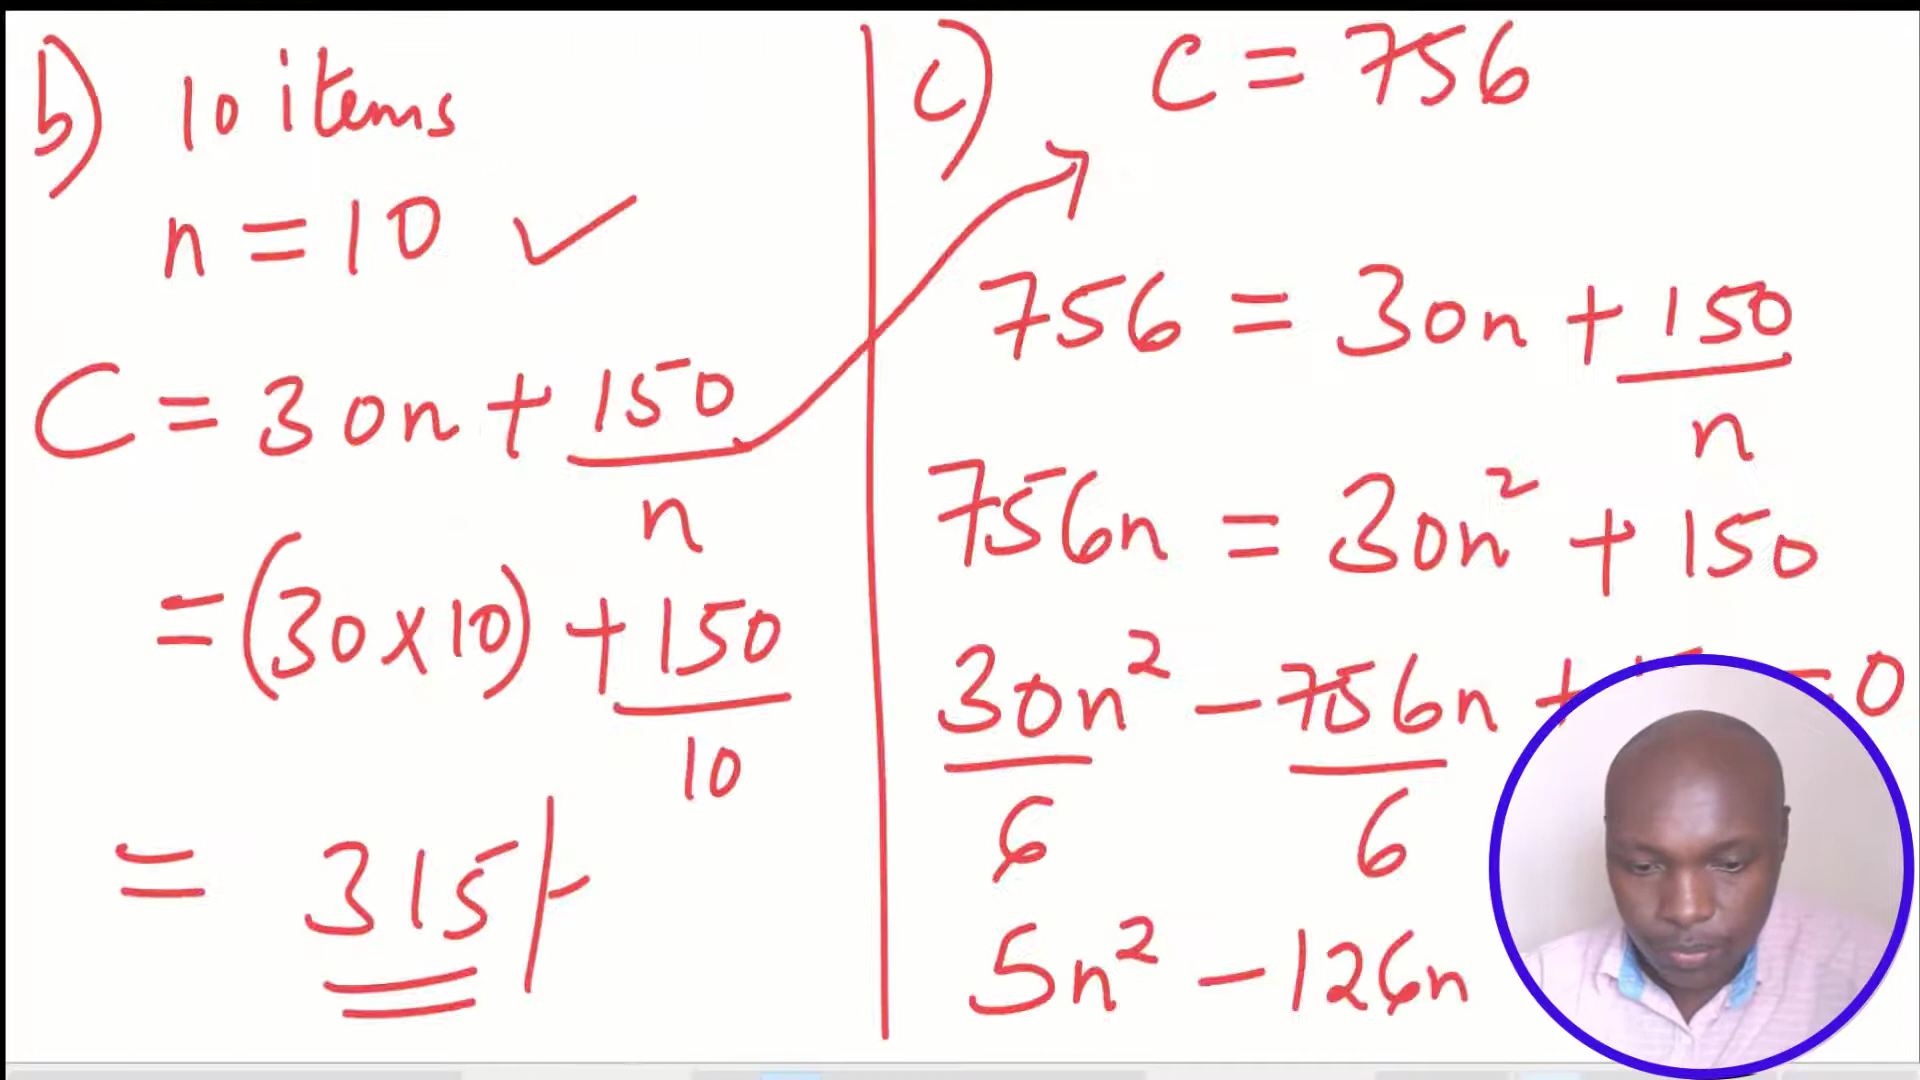 b) 10 items
n = 10 ✓
C = 30n + 150/n
= (30×10) + 150/10
= 315/-
c) C = 756
756 = 30n + 150/n
756n = 30n² + 150
30n²/6 - 756n/6 + = 0
5n² - 126n